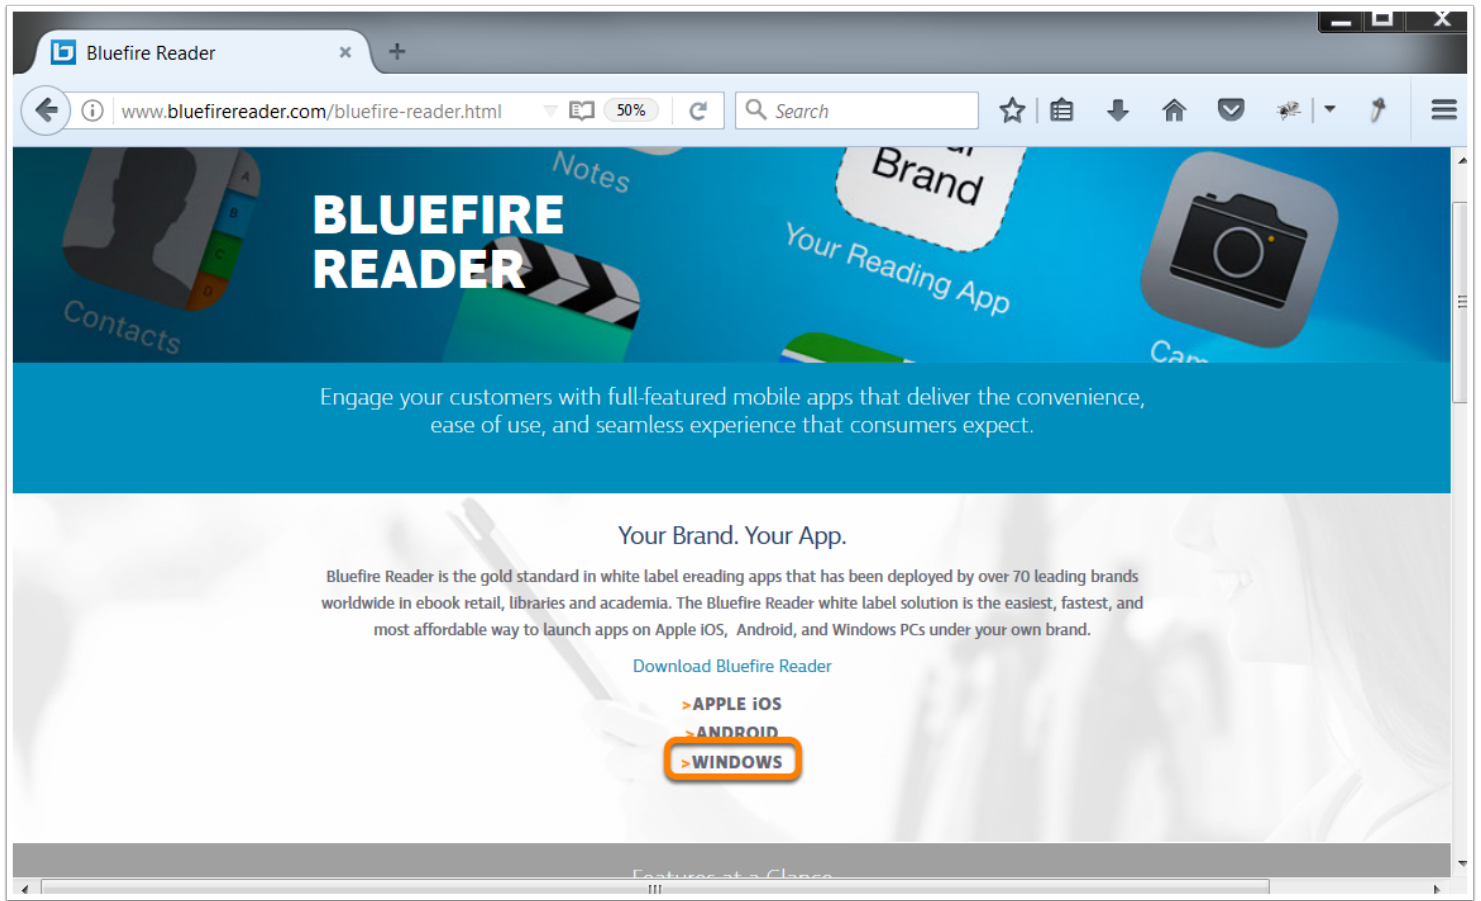 Bluefire Reader
www.bluefirereader.com/bluefire-reader.html
50%
Search
Notes
Brand
Your Reading App
Contacts
A
B
C
D
BLUEFIRE
READER
Engage your customers with full-featured mobile apps that deliver the convenience,
ease of use, and seamless experience that consumers expect.
Your Brand. Your App.
Bluefire Reader is the gold standard in white label ereading apps that has been deployed by over 70 leading brands
worldwide in ebook retail, libraries and academia. The Bluefire Reader white label solution is the easiest, fastest, and
most affordable way to launch apps on Apple iOS, Android, and Windows PCs under your own brand.
Download Bluefire Reader
>APPLE iOS
>ANDROID
>WINDOWS
Features at a Glance